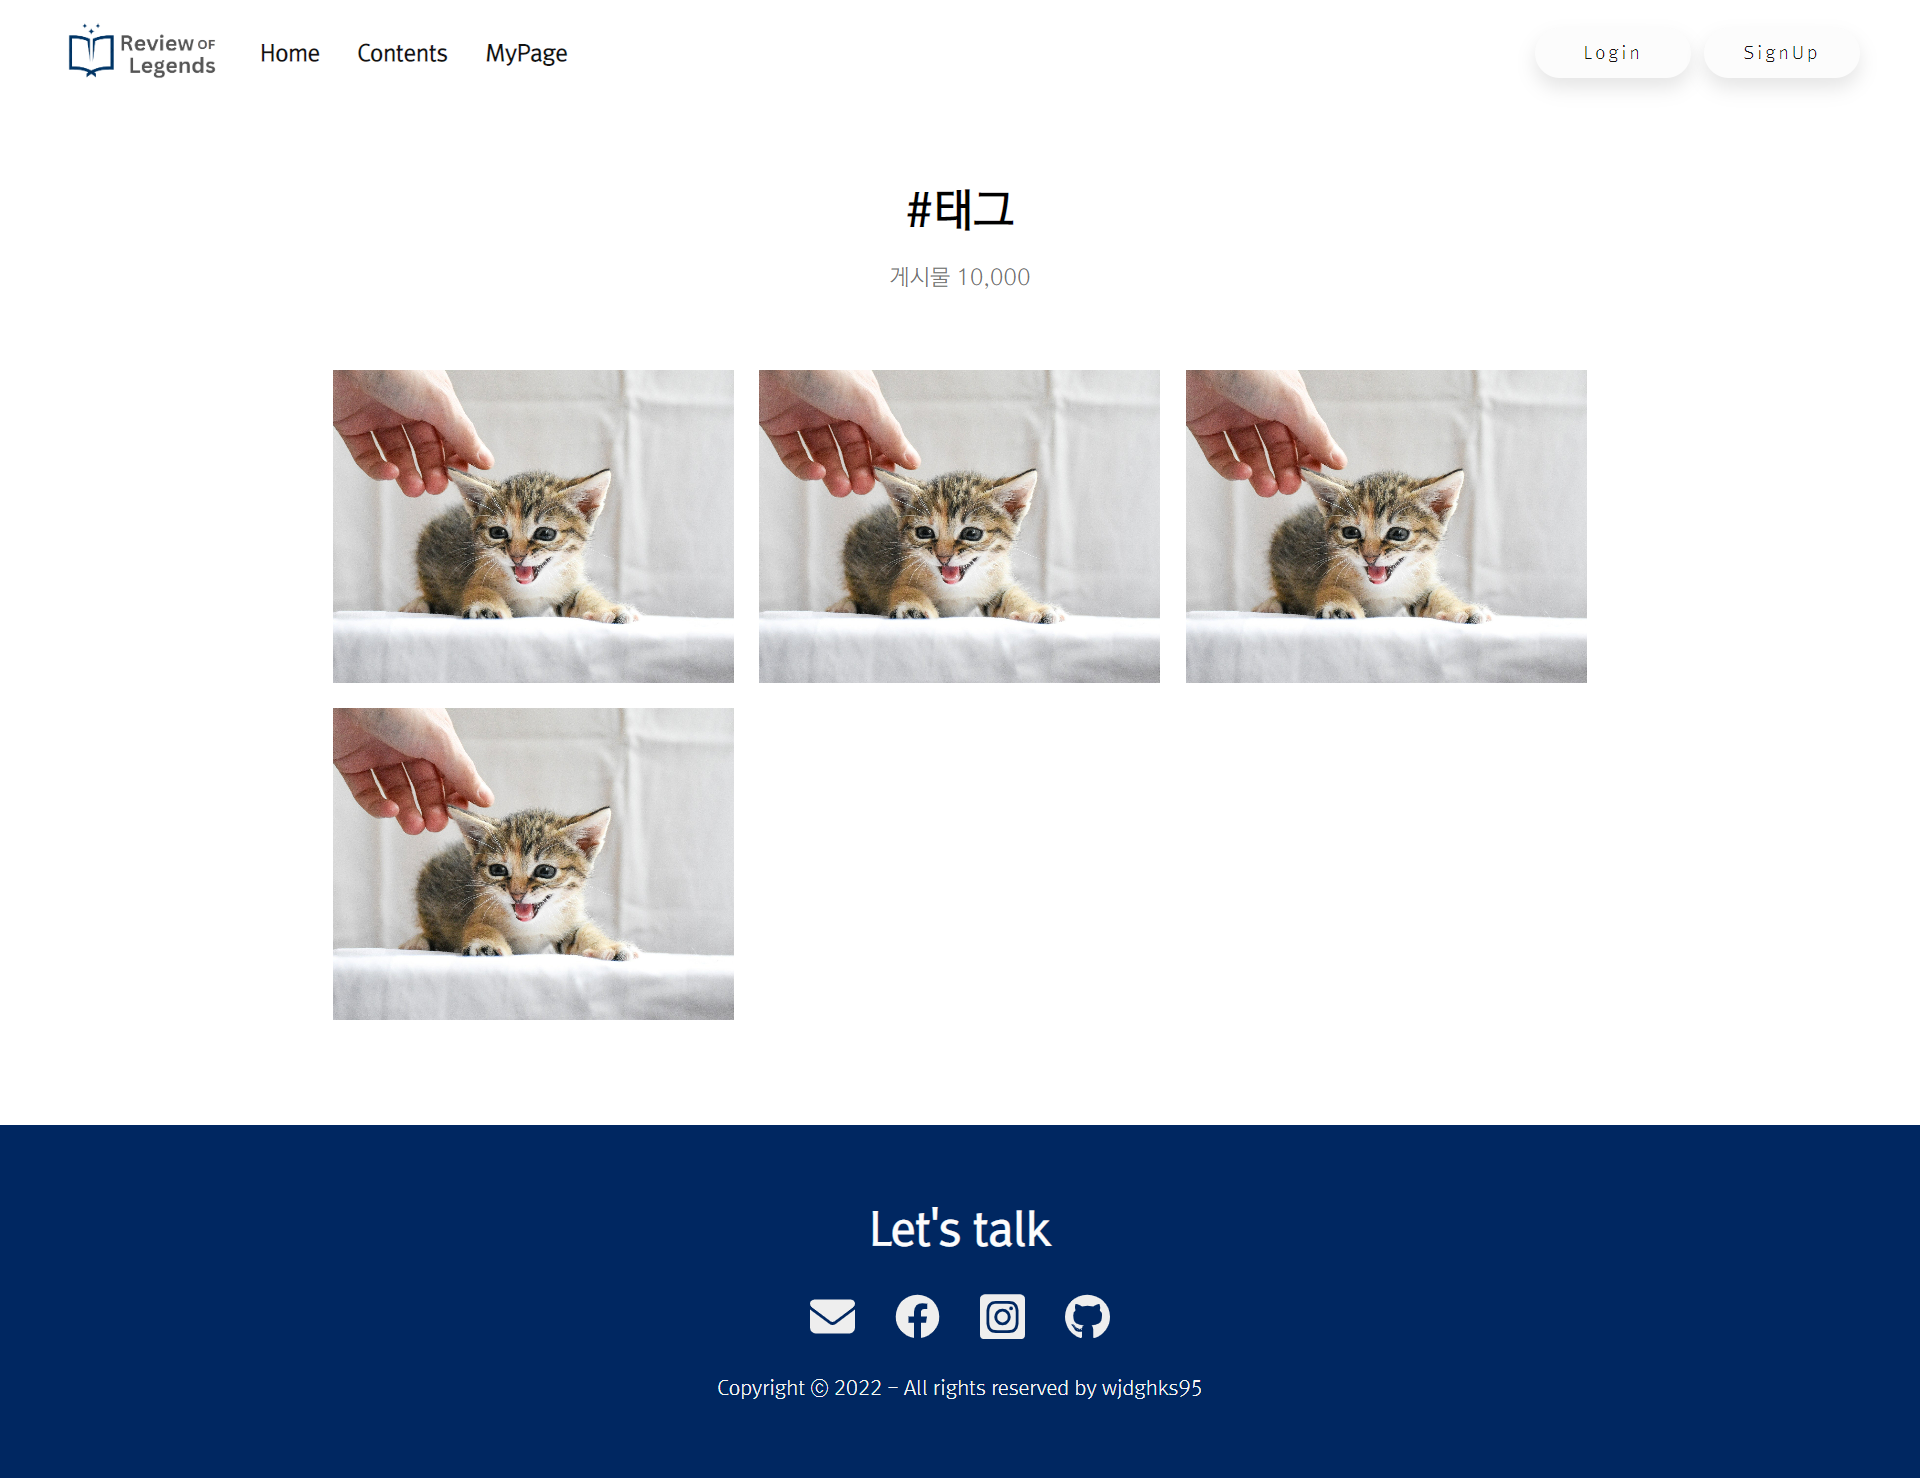 Review OF
Legends
Home
Contents
MyPage
Login
SignUp
#태그
게시물 10,000
Let's talk
Copyright ⓒ 2022 - All rights reserved by wjdghks95